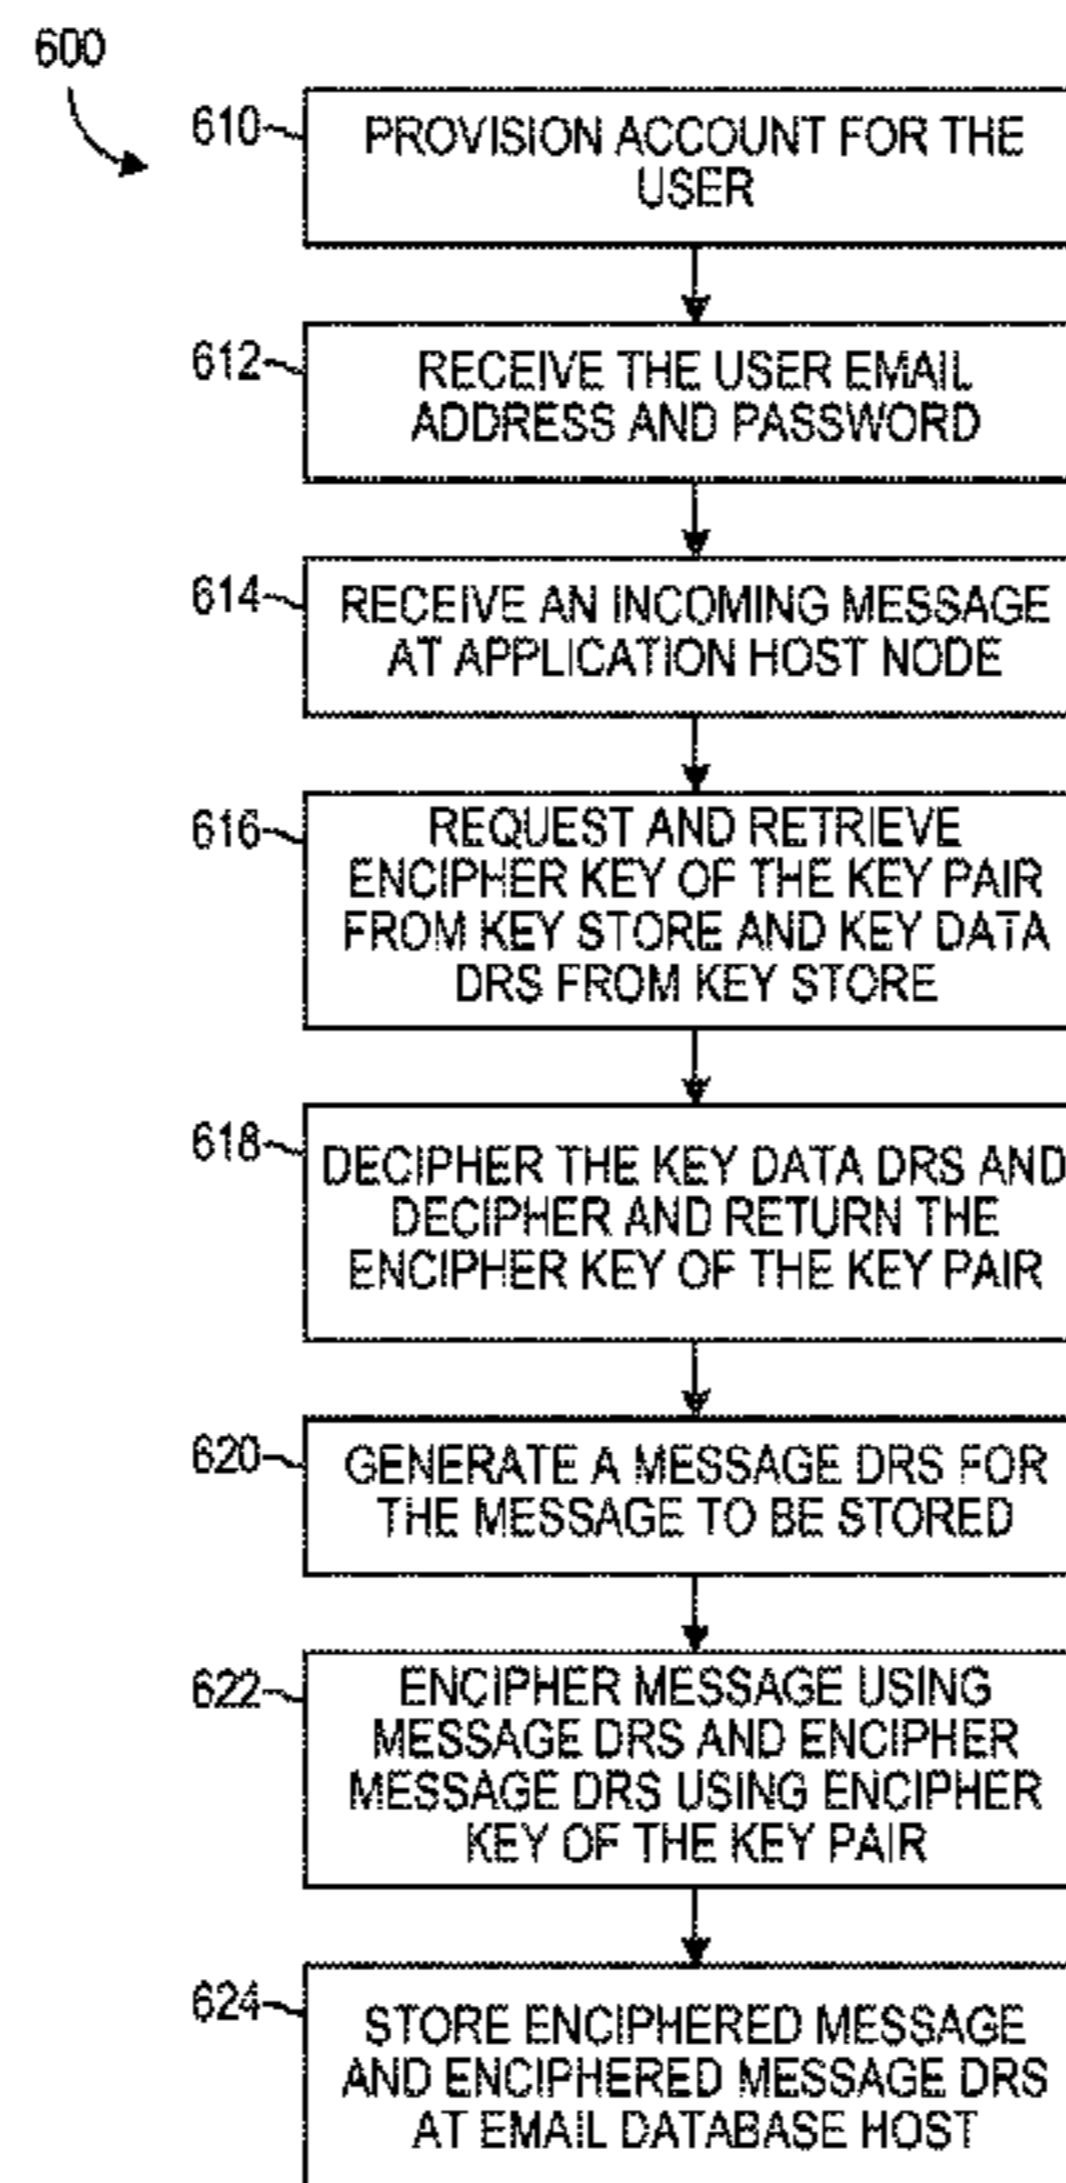 600
610
PROVISION ACCOUNT FOR THE
USER
612
RECEIVE THE USER EMAIL
ADDRESS AND PASSWORD
614
RECEIVE AN INCOMING MESSAGE
AT APPLICATION HOST NODE
616
REQUEST AND RETRIEVE
ENCIPHER KEY OF THE KEY PAIR
FROM KEY STORE AND KEY DATA
DRS FROM KEY STORE
618
DECIPHER THE KEY DATA DRS AND
DECIPHER AND RETURN THE
ENCIPHER KEY OF THE KEY PAIR
620
GENERATE A MESSAGE DRS FOR
THE MESSAGE TO BE STORED
622
ENCIPHER MESSAGE USING
MESSAGE DRS AND ENCIPHER
MESSAGE DRS USING ENCIPHER
KEY OF THE KEY PAIR
624
STORE ENCIPHERED MESSAGE
AND ENCIPHERED MESSAGE DRS
AT EMAIL DATABASE HOST